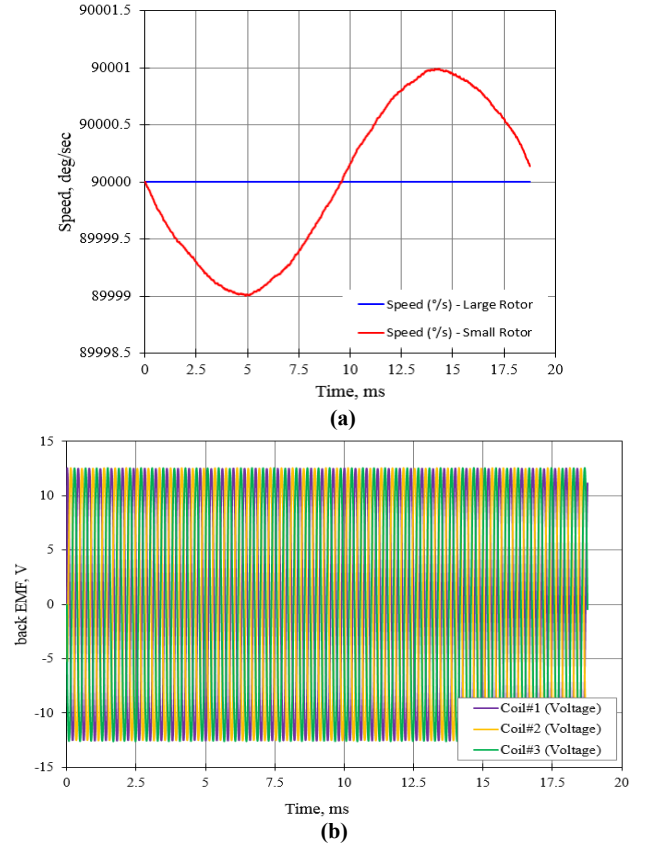 90001.5
90001
90000.5
90000
89999.5
89999
89998.5
Speed, deg/sec
Speed (°/s) - Large Rotor
Speed (°/s) - Small Rotor
0 2.5 5 7.5 10 12.5 15 17.5 20
Time, ms
(a)
15
10
5
0
-5
-10
-15
back EMF, V
Coil#1 (Voltage)
Coil#2 (Voltage)
Coil#3 (Voltage)
0 2.5 5 7.5 10 12.5 15 17.5 20
Time, ms
(b)